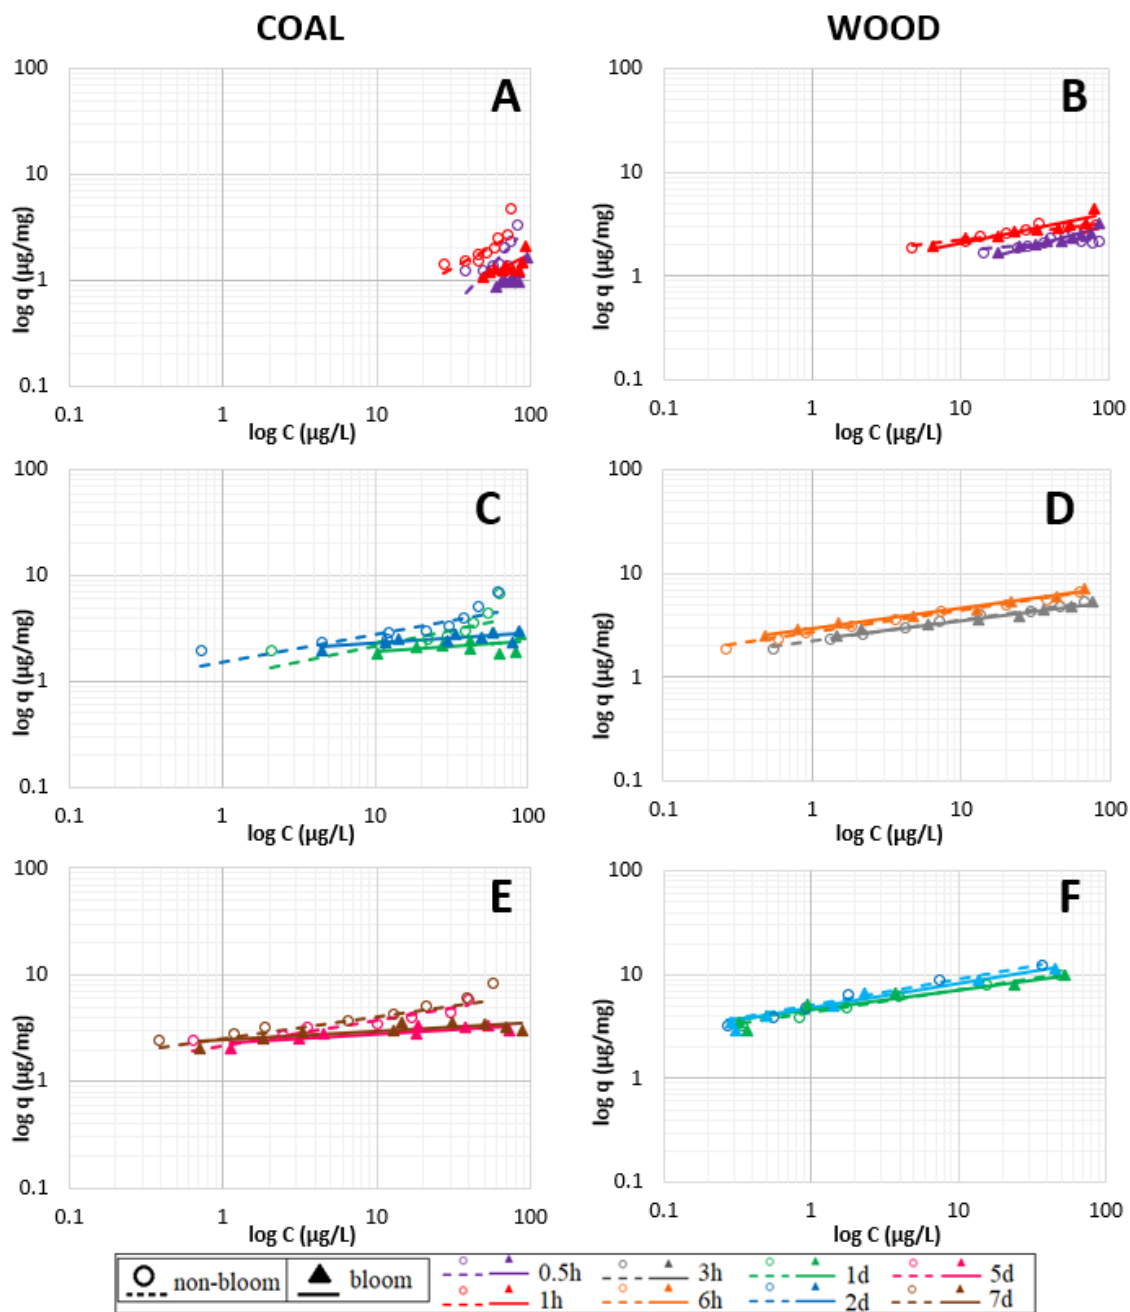 COAL
WOOD
A
100
10
1
0.1
log q (µg/mg)
0.1 1 10 100
log C (µg/L)
B
100
10
1
0.1
log q (µg/mg)
0.1 1 10 100
log C (µg/L)
C
100
10
1
0.1
log q (µg/mg)
0.1 1 10 100
log C (µg/L)
D
100
10
1
0.1
log q (µg/mg)
0.1 1 10 100
log C (µg/L)
E
100
10
1
0.1
log q (µg/mg)
0.1 1 10 100
log C (µg/L)
F
100
10
1
0.1
log q (µg/mg)
0.1 1 10 100
log C (µg/L)
non-bloom bloom
0.5h 3h 1d 5d
1h 6h 2d 7d